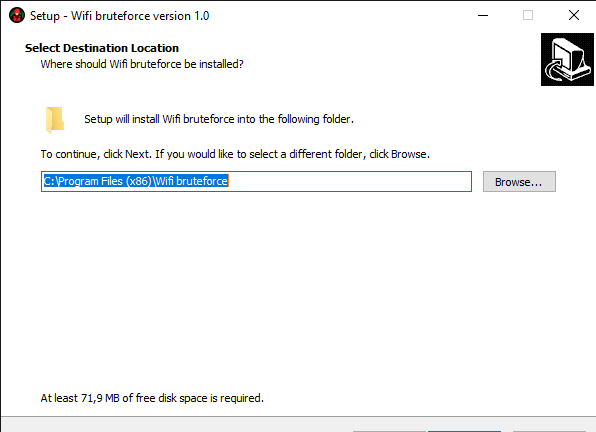 Setup - Wifi bruteforce version 1.0
Select Destination Location
Where should Wifi bruteforce be installed?
Setup will install Wifi bruteforce into the following folder.
To continue, click Next. If you would like to select a different folder, click Browse.
C:\Program Files (x86)\Wifi bruteforce
Browse...
At least 71,9 MB of free disk space is required.